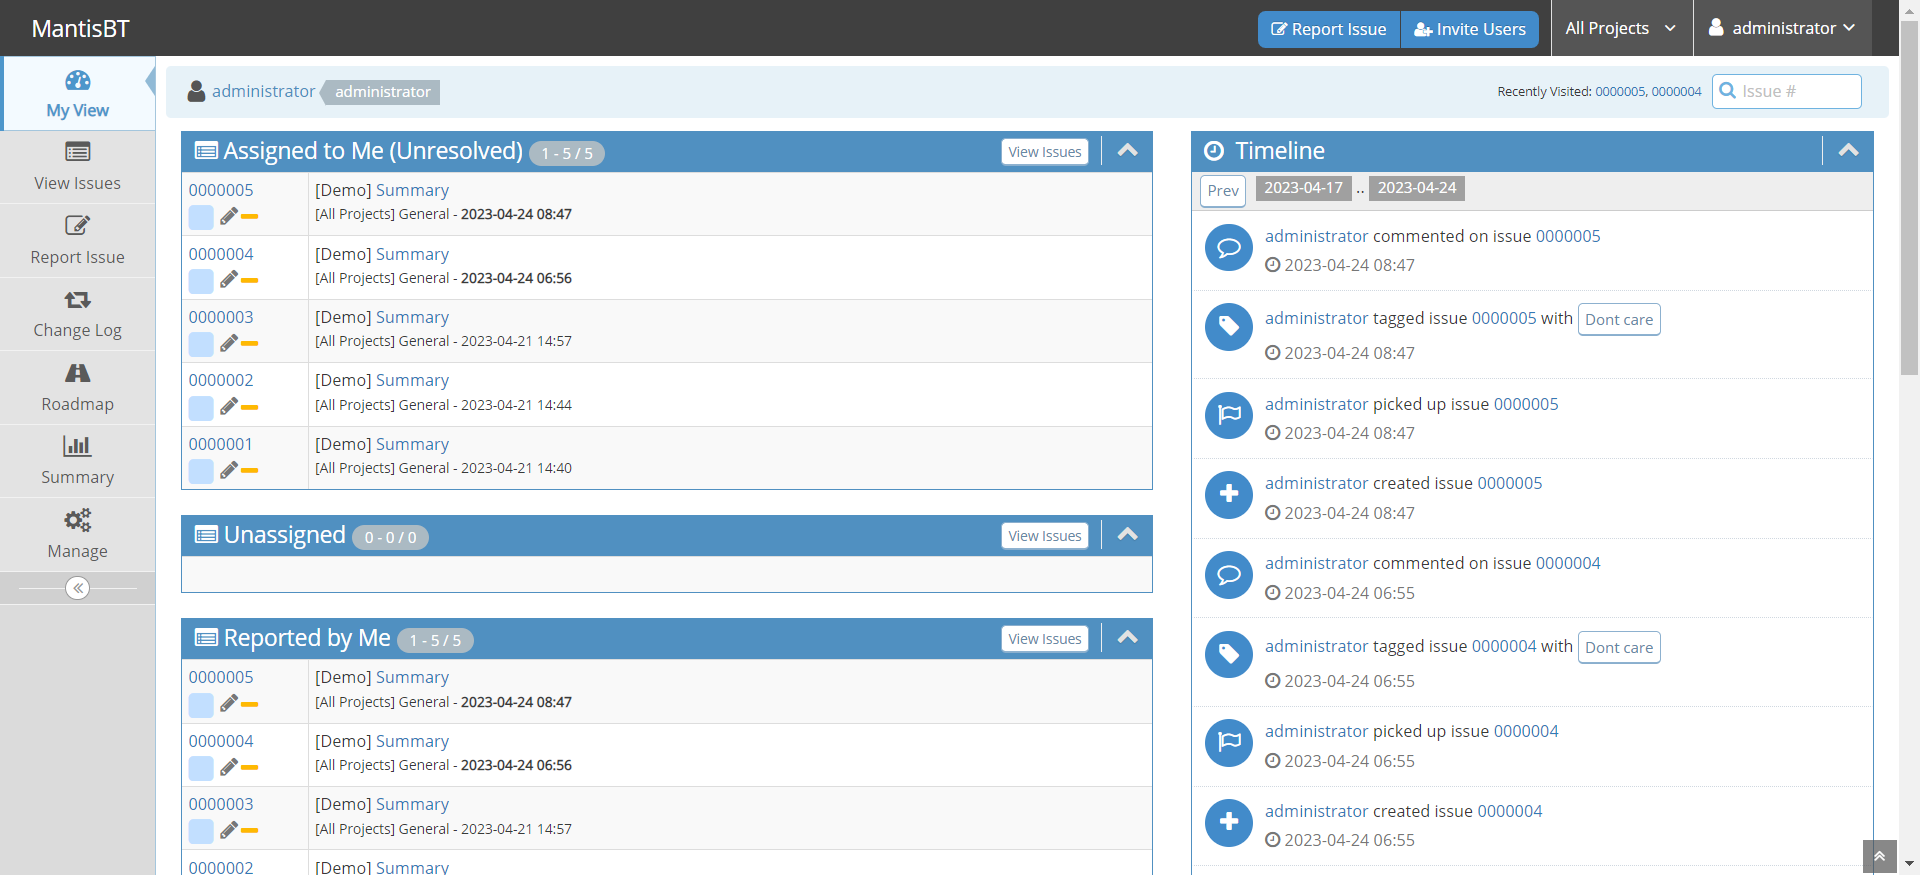 MantisBT
Report Issue
Invite Users
All Projects
administrator
My View
View Issues
Report Issue
Change Log
Roadmap
Summary
Manage
administrator administrator
Recently Visited: 0000005, 0000004
Issue #
Assigned to Me (Unresolved) 1 - 5 / 5
View Issues
0000005 [Demo] Summary
[All Projects] General - 2023-04-24 08:47
0000004 [Demo] Summary
[All Projects] General - 2023-04-24 06:56
0000003 [Demo] Summary
[All Projects] General - 2023-04-21 14:57
0000002 [Demo] Summary
[All Projects] General - 2023-04-21 14:44
0000001 [Demo] Summary
[All Projects] General - 2023-04-21 14:40
Unassigned 0 - 0 / 0
View Issues
Reported by Me 1 - 5 / 5
View Issues
0000005 [Demo] Summary
[All Projects] General - 2023-04-24 08:47
0000004 [Demo] Summary
[All Projects] General - 2023-04-24 06:56
0000003 [Demo] Summary
[All Projects] General - 2023-04-21 14:57
0000002 [Demo] Summary
Timeline
Prev 2023-04-17 .. 2023-04-24
administrator commented on issue 0000005
2023-04-24 08:47
administrator tagged issue 0000005 with Dont care
2023-04-24 08:47
administrator picked up issue 0000005
2023-04-24 08:47
administrator created issue 0000005
2023-04-24 08:47
administrator commented on issue 0000004
2023-04-24 06:55
administrator tagged issue 0000004 with Dont care
2023-04-24 06:55
administrator picked up issue 0000004
2023-04-24 06:55
administrator created issue 0000004
2023-04-24 06:55